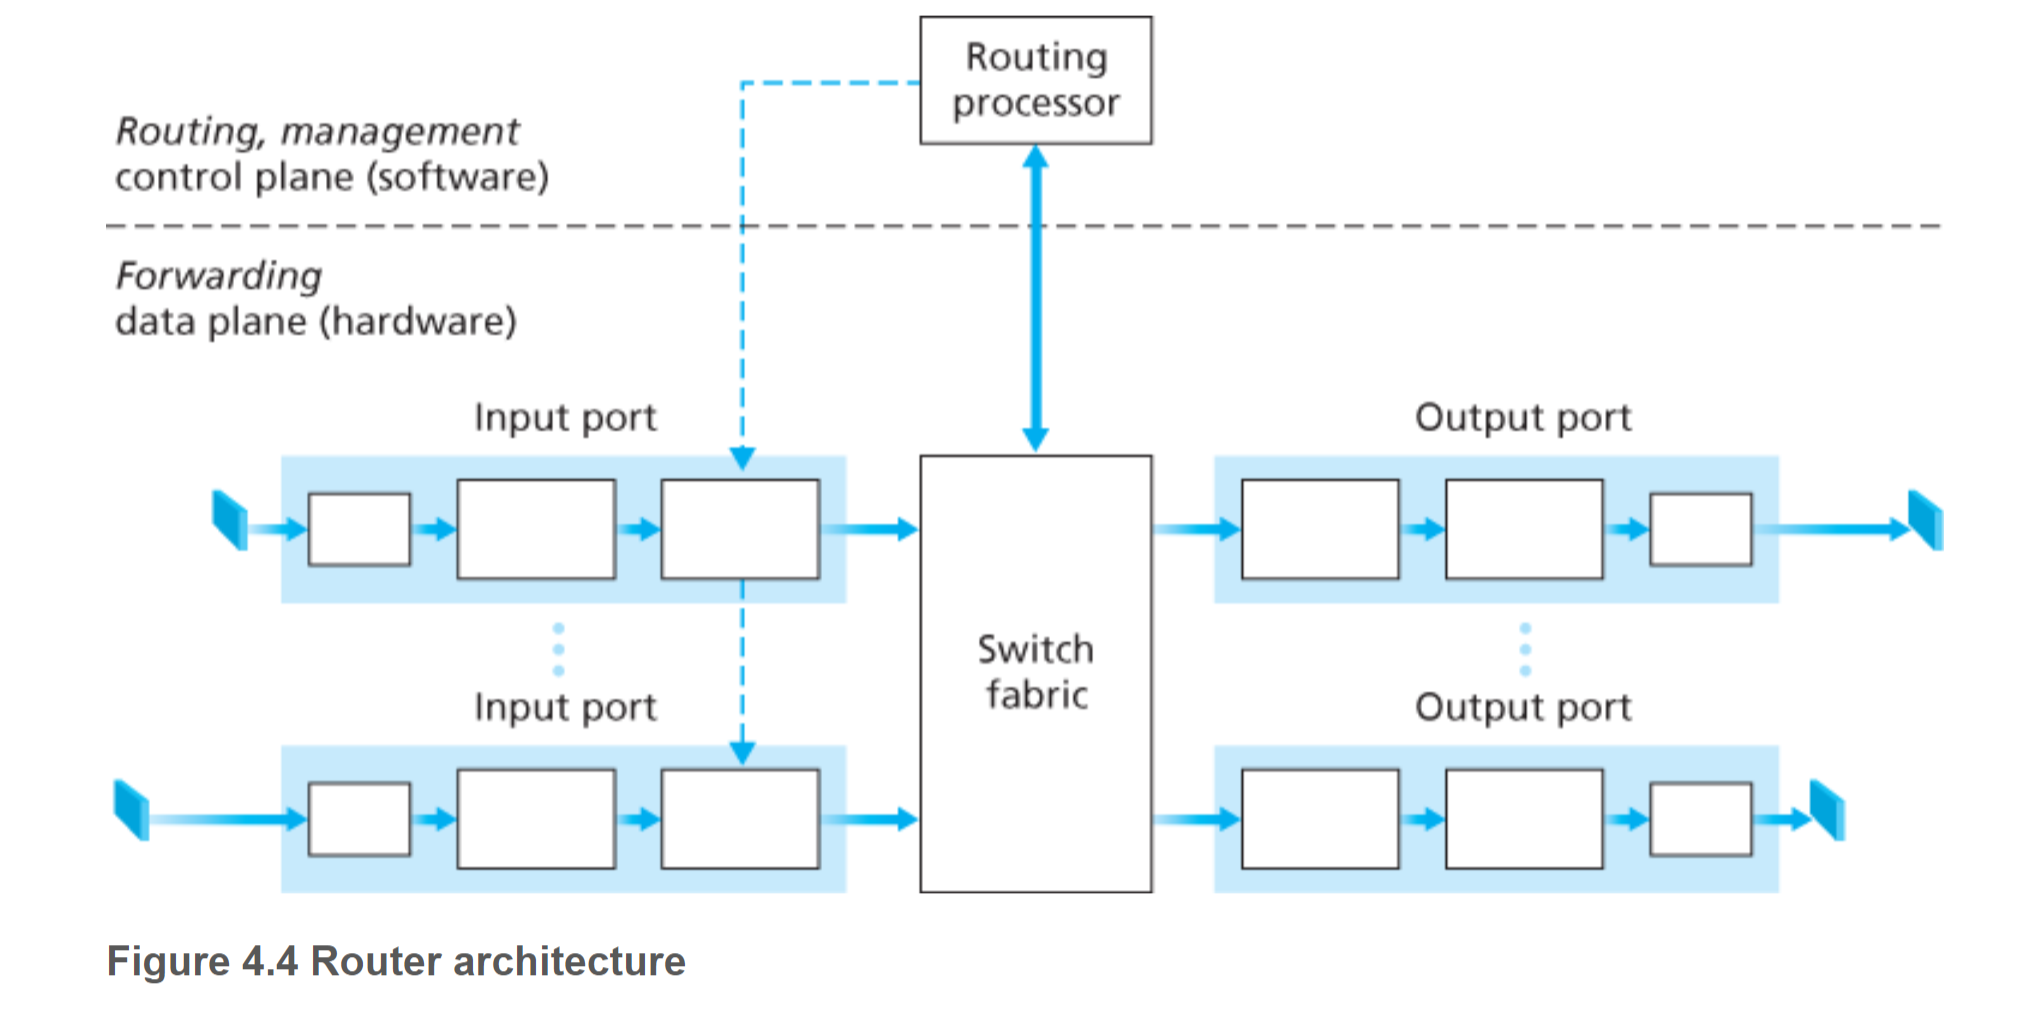 Routing
processor
Routing, management
control plane (software)
Forwarding
data plane (hardware)
Input port
Output port
Switch
fabric
Input port
Output port
Figure 4.4 Router architecture